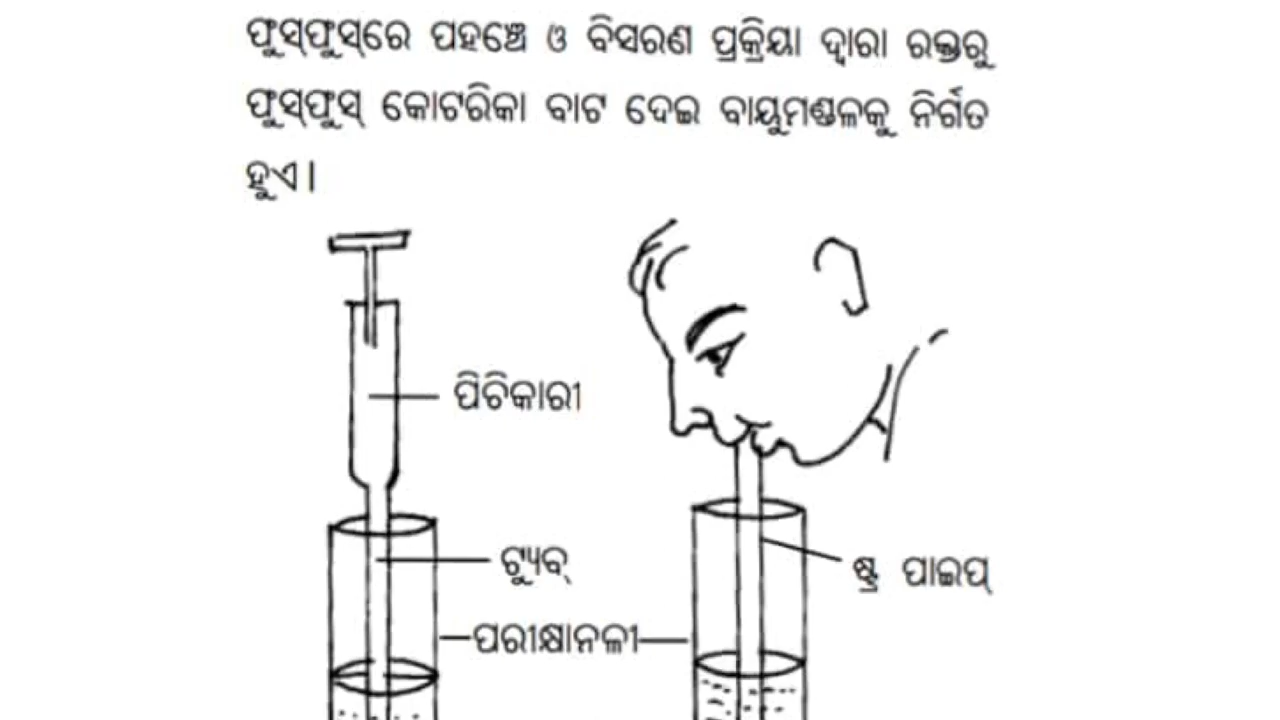 ଫୁସ୍‌ଫୁସ୍‌ରେ ପହଞ୍ଚେ ଓ ବିସରଣ ପ୍ରକ୍ରିୟା ଦ୍ୱାରା ରକ୍ତରୁ
ଫୁସ୍‌ଫୁସ୍ କୋଟରିକା ବାଟ ଦେଇ ବାୟୁମଣ୍ଡଳକୁ ନିର୍ଗତ
ହୁଏ।
ପିଚିକାରୀ
ଟ୍ୟୁବ୍
ଷ୍ଟ୍ର ପାଇପ୍
ପରୀକ୍ଷାନଳୀ